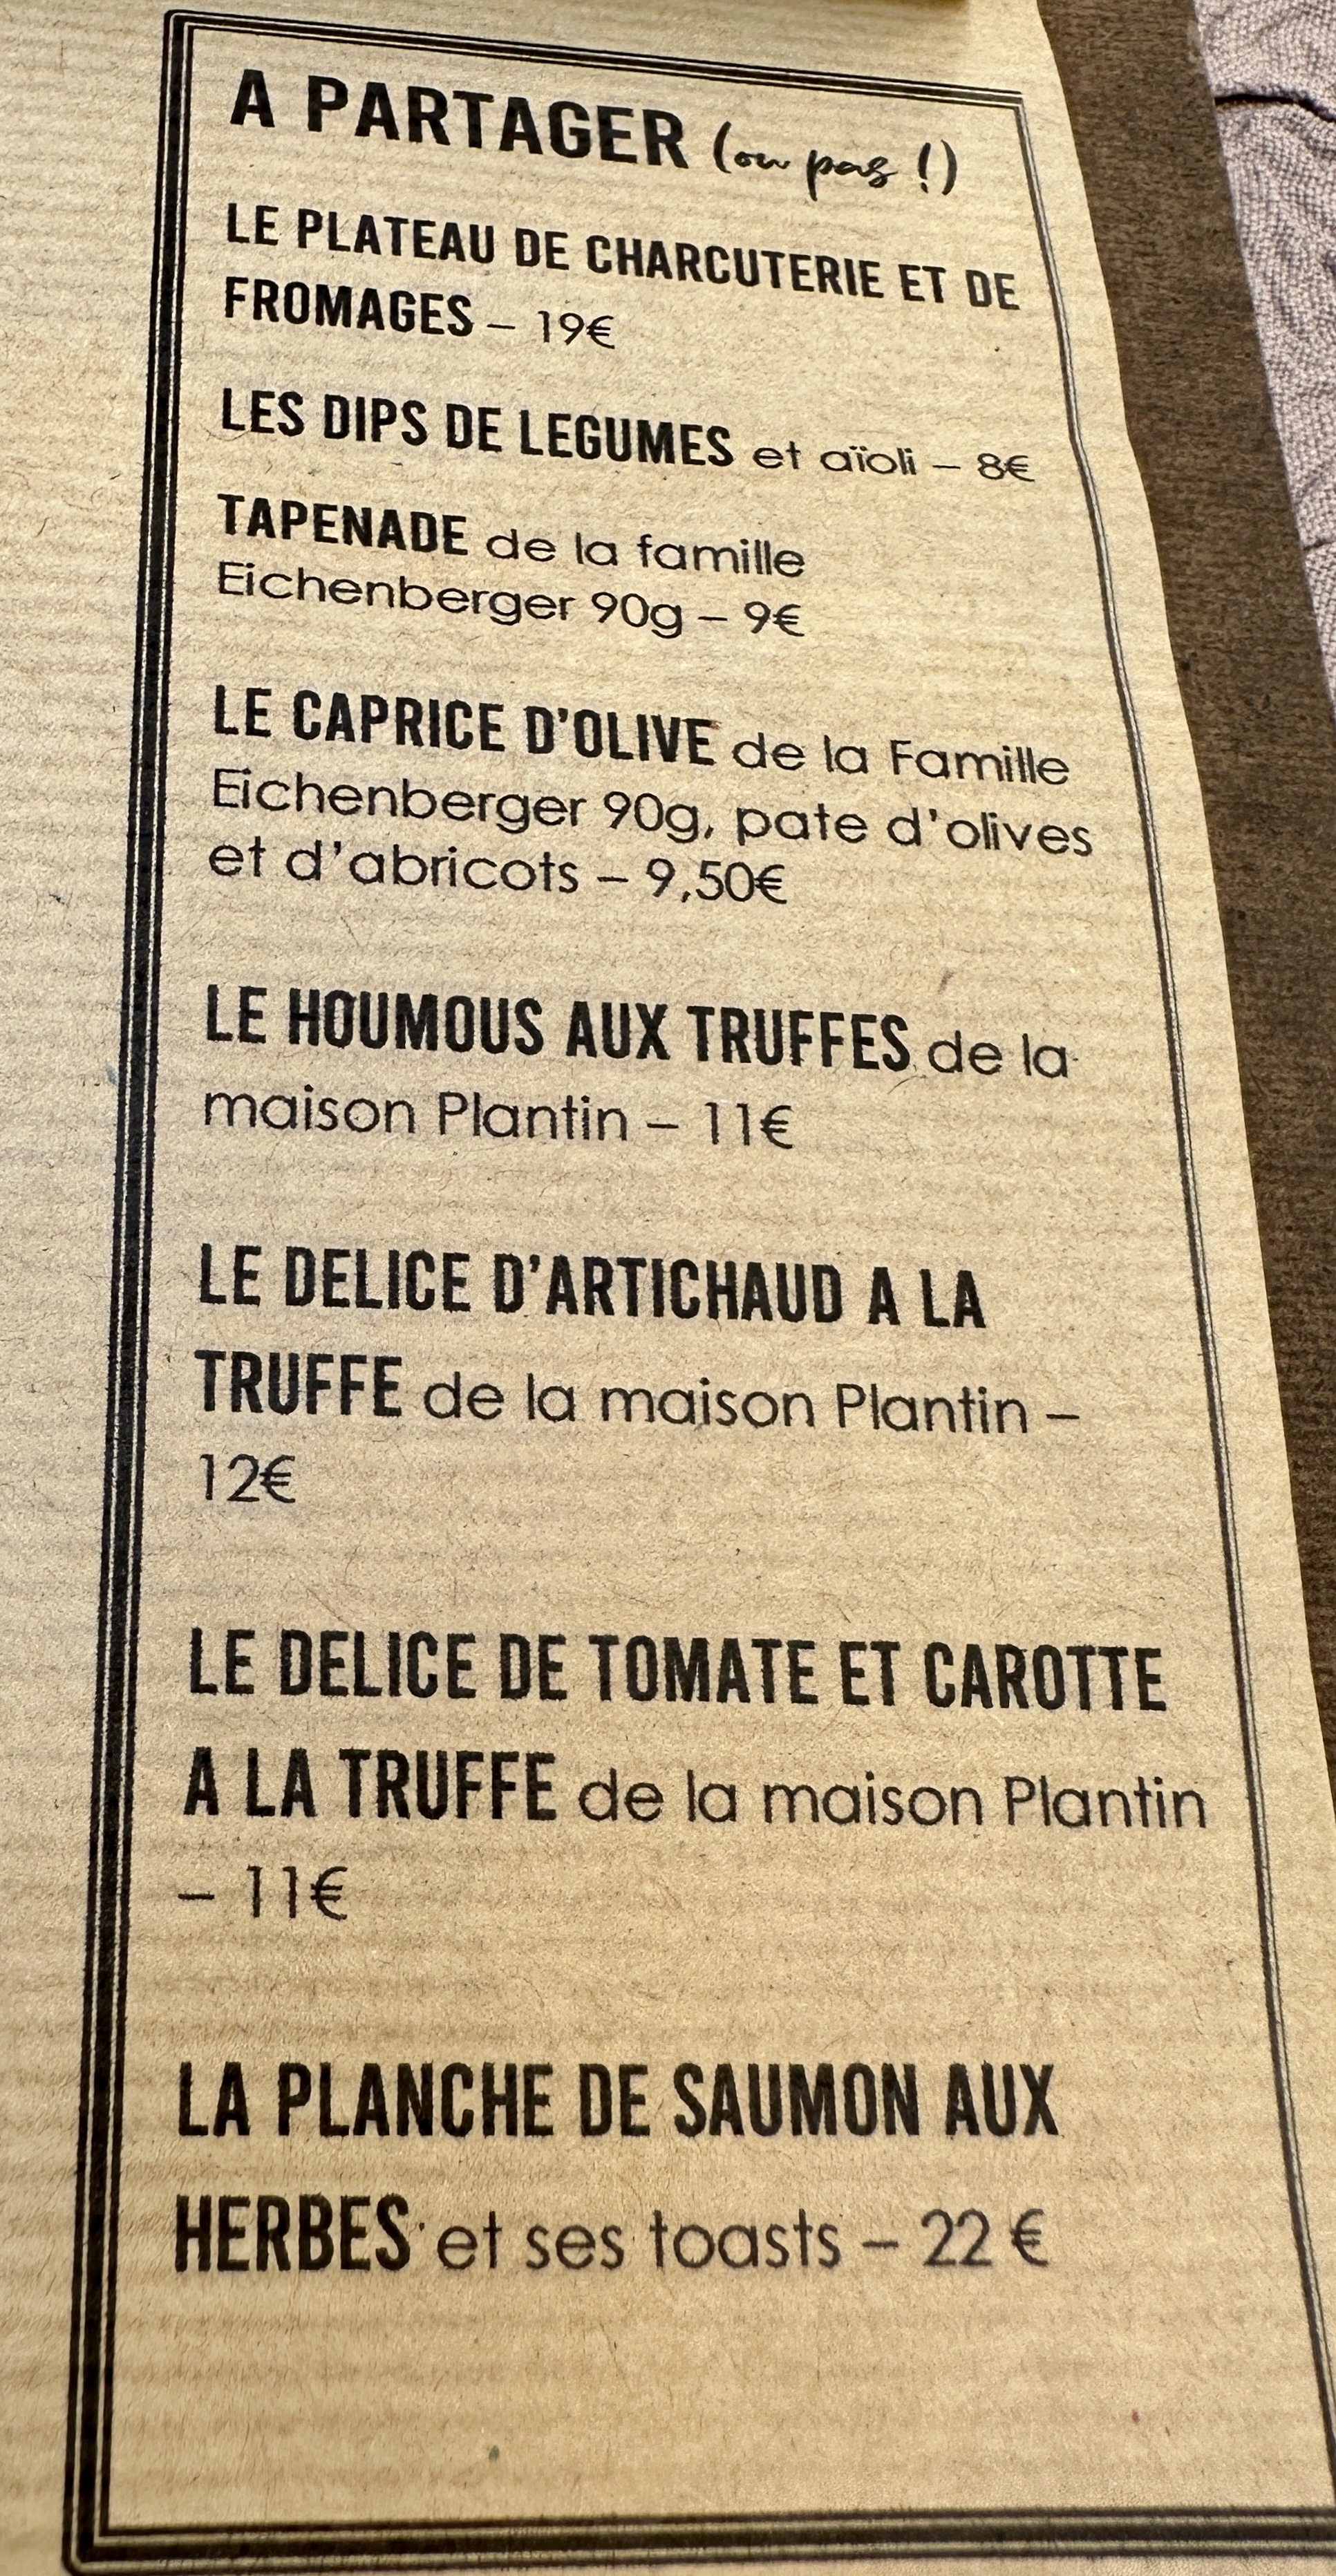 A PARTAGER (ou pas !)
LE PLATEAU DE CHARCUTERIE ET DE
FROMAGES – 19€
LES DIPS DE LEGUMES et aïoli – 8€
TAPENADE de la famille
Eichenberger 90g – 9€
LE CAPRICE D'OLIVE de la Famille
Eichenberger 90g, pate d'olives
et d'abricots – 9,50€
LE HOUMOUS AUX TRUFFES de la
maison Plantin – 11€
LE DELICE D'ARTICHAUD A LA
TRUFFE de la maison Plantin –
12€
LE DELICE DE TOMATE ET CAROTTE
A LA TRUFFE de la maison Plantin
– 11€
LA PLANCHE DE SAUMON AUX
HERBES et ses toasts – 22 €